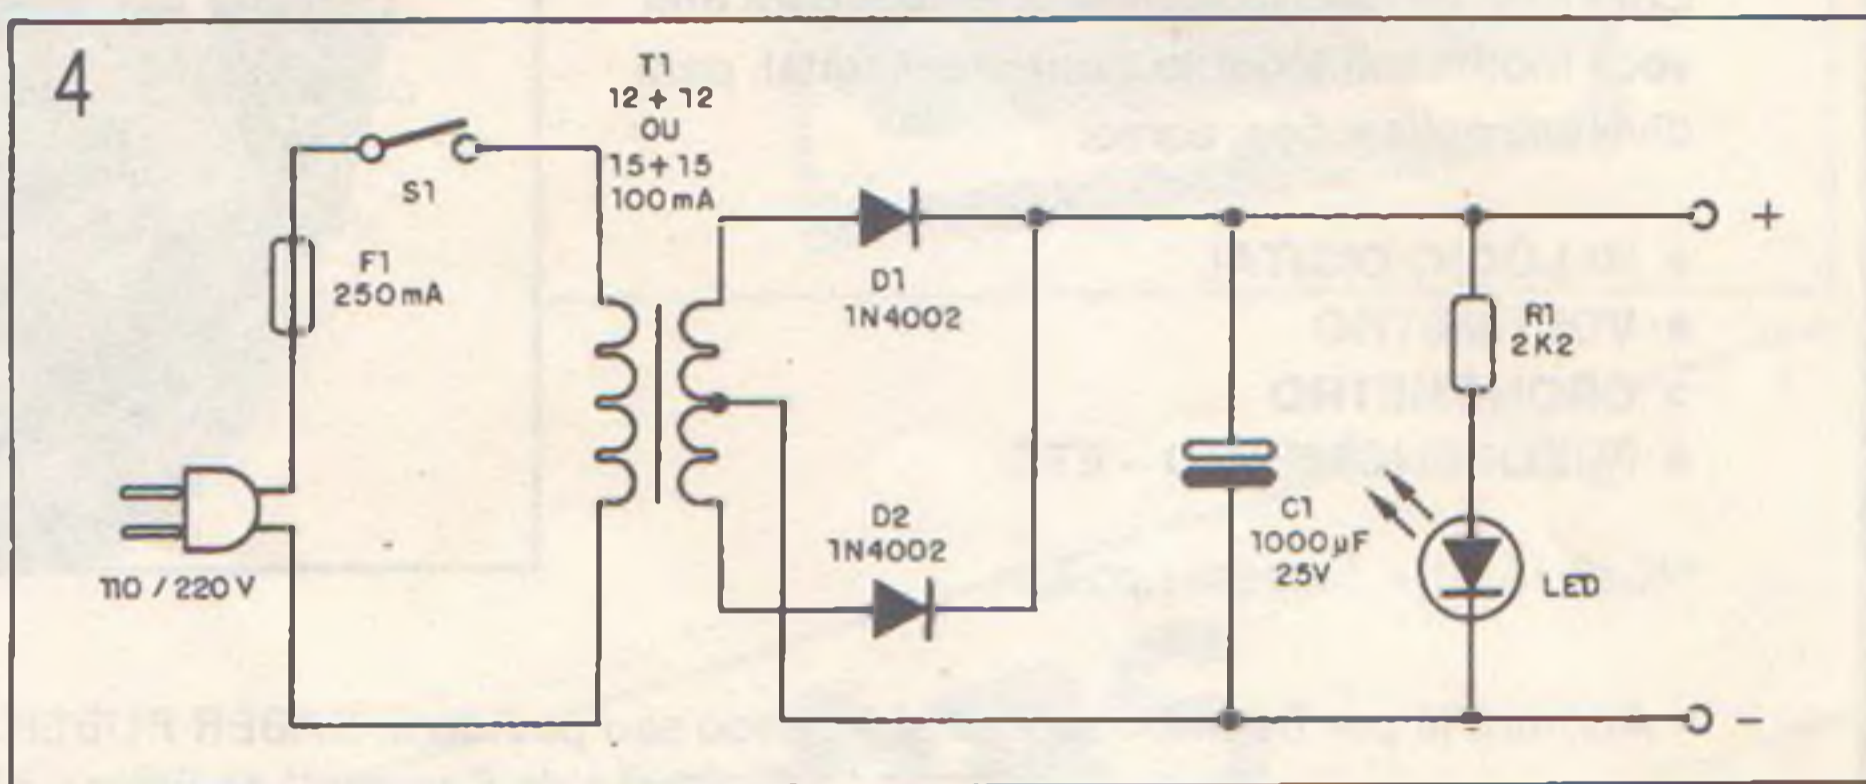 4
T1
12 + 12
OU
15+15
100mA
S1
F1
250mA
D1
1N4002
+
R1
2K2
110 / 220 V
D2
1N4002
C1
1000µF
25V
LED
-